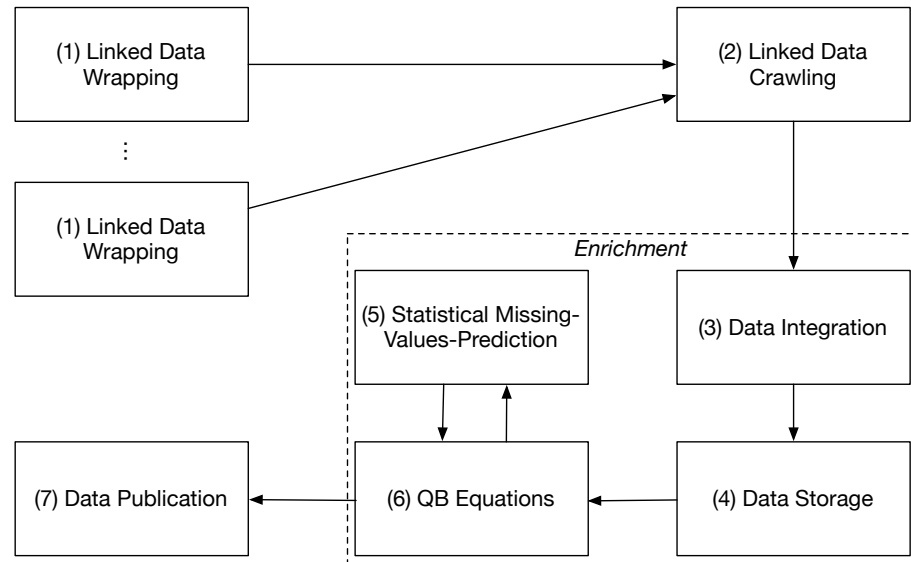 (1) Linked Data
Wrapping
(2) Linked Data
Crawling
⋮
(1) Linked Data
Wrapping
Enrichment
(5) Statistical Missing-
Values-Prediction
(3) Data Integration
(7) Data Publication
(6) QB Equations
(4) Data Storage